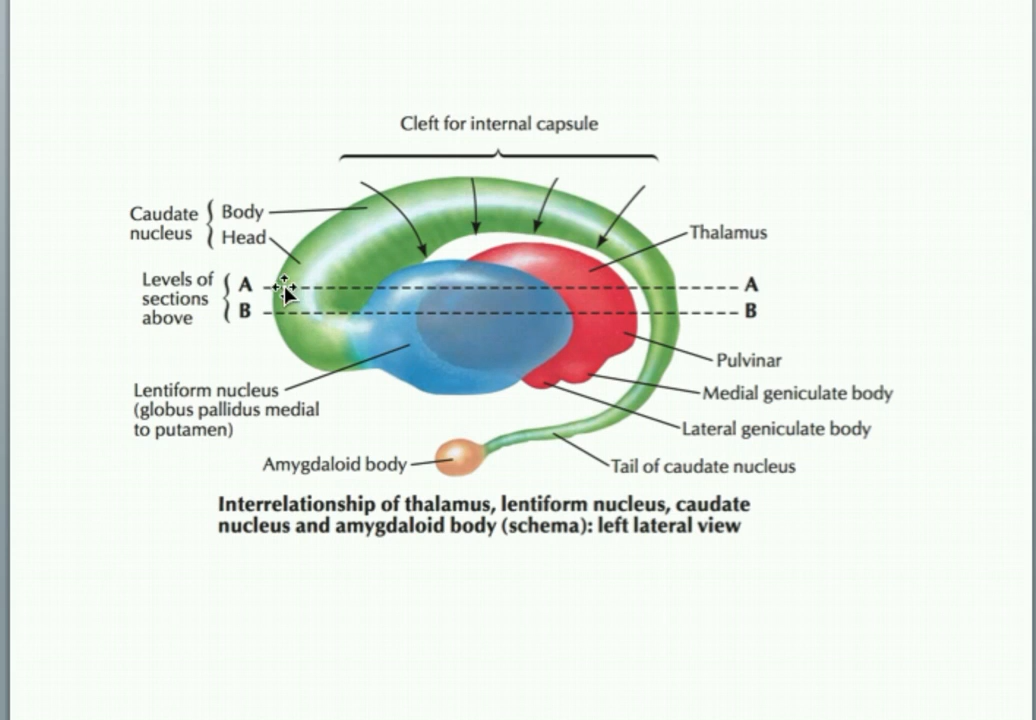 Cleft for internal capsule
Caudate
nucleus
Body
Head
Thalamus
Levels of
sections
above
A
B
A
B
Pulvinar
Lentiform nucleus
(globus pallidus medial
to putamen)
Medial geniculate body
Lateral geniculate body
Amygdaloid body
Tail of caudate nucleus
Interrelationship of thalamus, lentiform nucleus, caudate
nucleus and amygdaloid body (schema): left lateral view